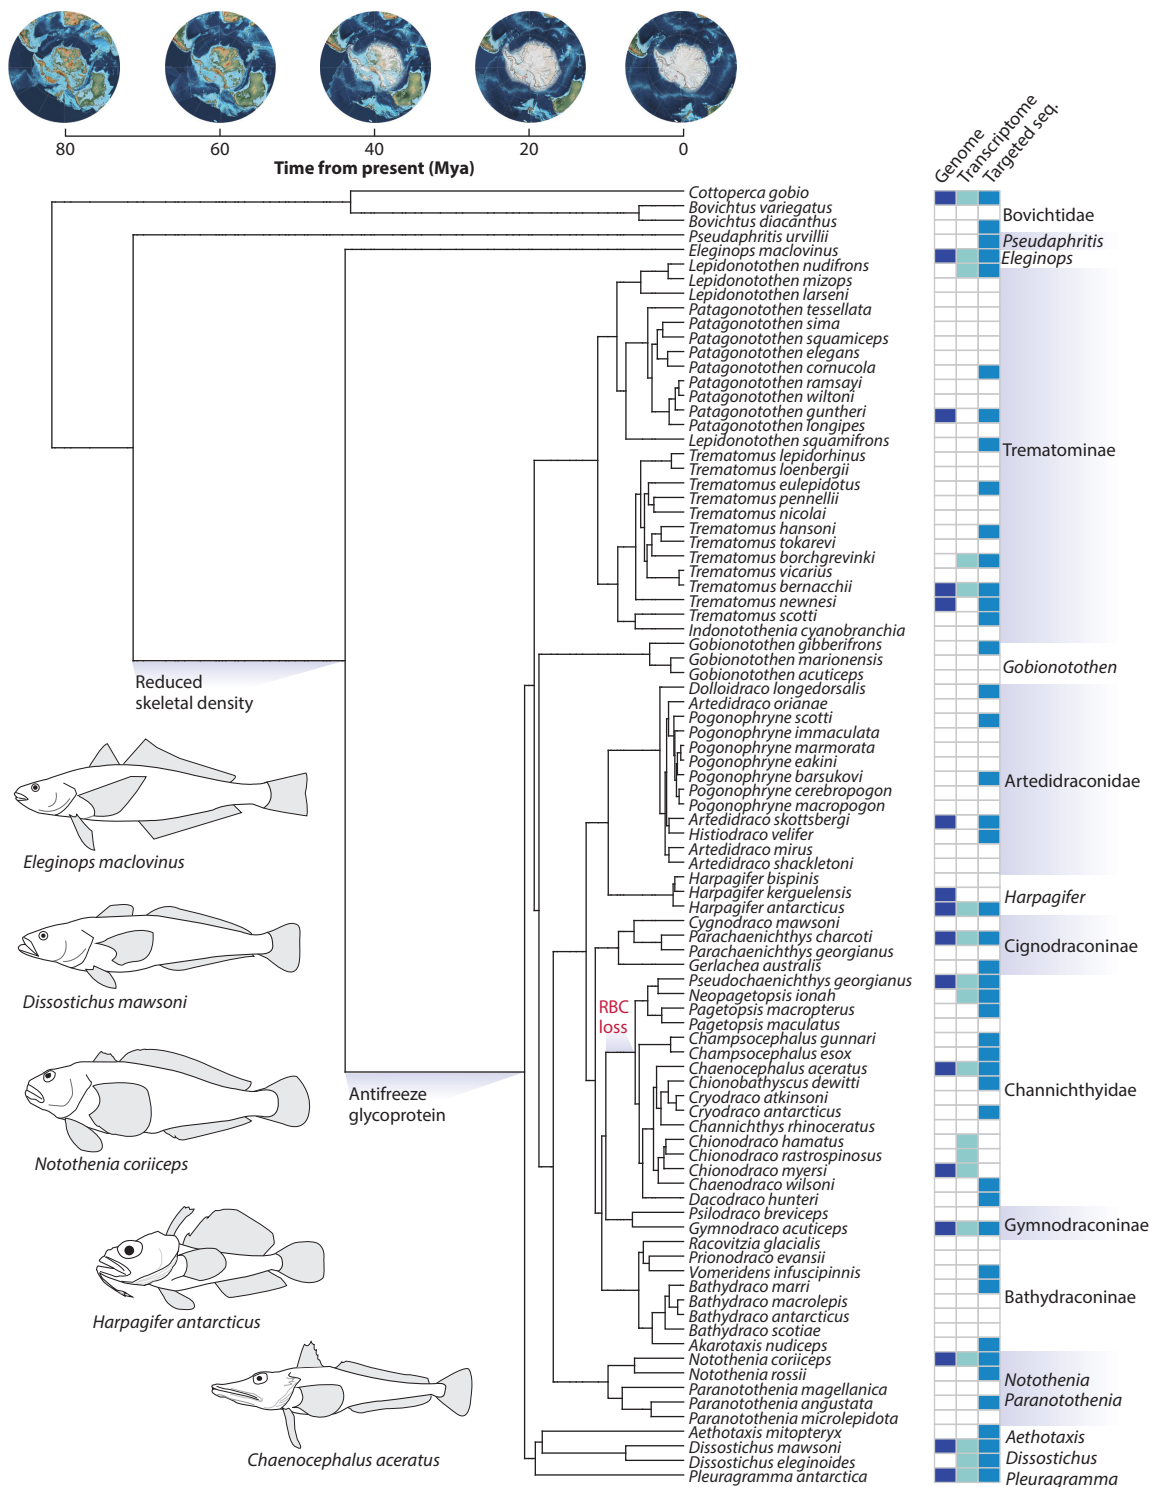 80
60
40
20
0
Time from present (Mya)
Genome
Transcriptome
Targeted seq.
Cottoperca gobio
Bovichtus variegatus
Bovichtus diacanthus
Pseudaphritis urvillii
Eleginops maclovinus
Lepidonotothen nudifrons
Lepidonotothen mizops
Lepidonotothen larseni
Patagonotothen tessellata
Patagonotothen sima
Patagonotothen squamiceps
Patagonotothen elegans
Patagonotothen cornucola
Patagonotothen ramsayi
Patagonotothen wiltoni
Patagonotothen guntheri
Patagonotothen longipes
Lepidonotothen squamifrons
Trematomus lepidorhinus
Trematomus loenbergii
Trematomus eulepidotus
Trematomus pennellii
Trematomus nicolai
Trematomus hansoni
Trematomus tokarevi
Trematomus borchgrevinki
Trematomus vicarius
Trematomus bernacchii
Trematomus newnesi
Trematomus scotti
Indonotothenia cyanobranchia
Gobionotothen gibberifrons
Gobionotothen marionensis
Gobionotothen acuticeps
Dolloidraco longedorsalis
Artedidraco orianae
Pogonophryne scotti
Pogonophryne immaculata
Pogonophryne marmorata
Pogonophryne eakini
Pogonophryne barsukovi
Pogonophryne cerebropogon
Pogonophryne macropogon
Artedidraco skottsbergi
Histiodraco velifer
Artedidraco mirus
Artedidraco shackletoni
Harpagifer bispinis
Harpagifer kerguelensis
Harpagifer antarcticus
Cygnodraco mawsoni
Parachaenichthys charcoti
Parachaenichthys georgianus
Gerlachea australis
Pseudochaenichthys georgianus
Neopagetopsis ionah
Pagetopsis macropterus
Pagetopsis maculatus
Champsocephalus gunnari
Champsocephalus esox
Chaenocephalus aceratus
Chionobathyscus dewitti
Cryodraco atkinsoni
Cryodraco antarcticus
Channichthys rhinoceratus
Chionodraco hamatus
Chionodraco rastrospinosus
Chionodraco myersi
Chaenodraco wilsoni
Dacodraco hunteri
Psilodraco breviceps
Gymnodraco acuticeps
Racovitzia glacialis
Prionodraco evansii
Vomeridens infuscipinnis
Bathydraco marri
Bathydraco macrolepis
Bathydraco antarcticus
Bathydraco scotiae
Akarotaxis nudiceps
Notothenia coriiceps
Notothenia rossii
Paranotothenia magellanica
Paranotothenia angustata
Paranotothenia microlepidota
Aethotaxis mitopteryx
Dissostichus mawsoni
Dissostichus eleginoides
Pleuragramma antarctica
Bovichtidae
Pseudaphritis
Eleginops
Trematominae
Gobionotothen
Artedidraconidae
Harpagifer
Cignodraconinae
Channichthyidae
Gymnodraconinae
Bathydraconinae
Notothenia
Paranotothenia
Aethotaxis
Dissostichus
Pleuragramma
Reduced
skeletal density
RBC
loss
Antifreeze
glycoprotein
Eleginops maclovinus
Dissostichus mawsoni
Notothenia coriiceps
Harpagifer antarcticus
Chaenocephalus aceratus